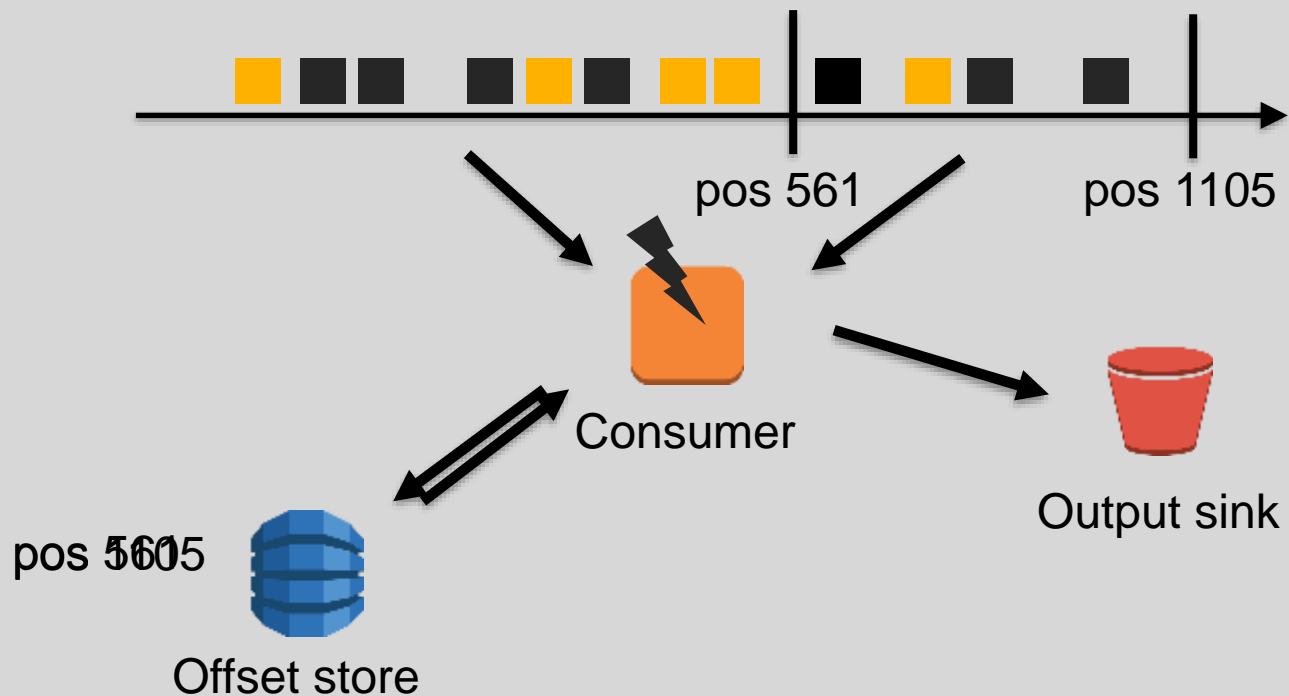 pos 561
pos 1105
Consumer
Output sink
pos
Offset store